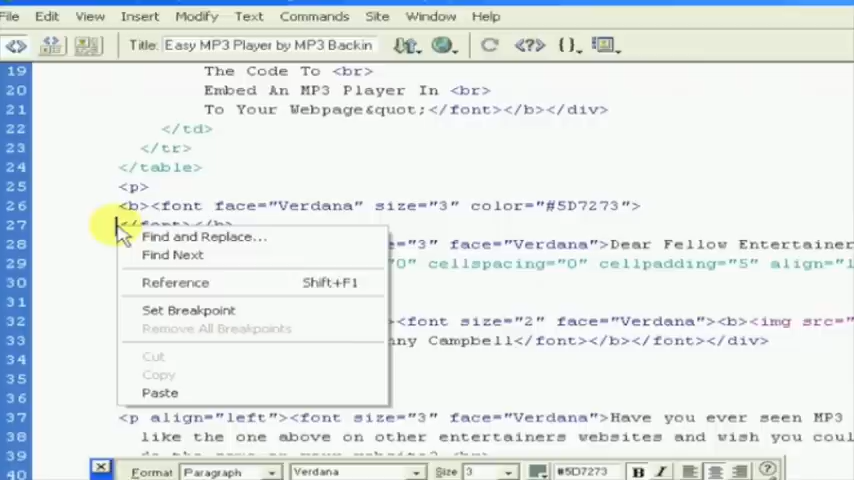 File Edit View Insert Modify Text Commands Site Window Help
Title: Easy MP3 Player by MP3 Backin
19 The Code To <br>
20 Embed An MP3 Player In <br>
21 To Your Webpage&quot;</font></b></div>
22 </td>
23 </tr>
24 </table>
25 <p>
26 <b><font face="Verdana" size="3" color="#5D7273">
27 </font></b>
Find and Replace...
28 ="3" face="Verdana">Dear Fellow Entertainer
Find Next
29 "0" cellspacing="0" cellpadding="5" align="l
30
Reference Shift+F1
31
Set Breakpoint
32 <font size="2" face="Verdana"><b><img src="
Remove All Breakpoints
33 ny Campbell</font></b></font></div>
34
Cut
35
Copy
36
Paste
37 <p align="left"><font size="3" face="Verdana">Have you ever seen MP3
38 like the one above on other entertainers websites and wish you coul
39
40
Format Paragraph Verdana Size 3 #5D7273 B I